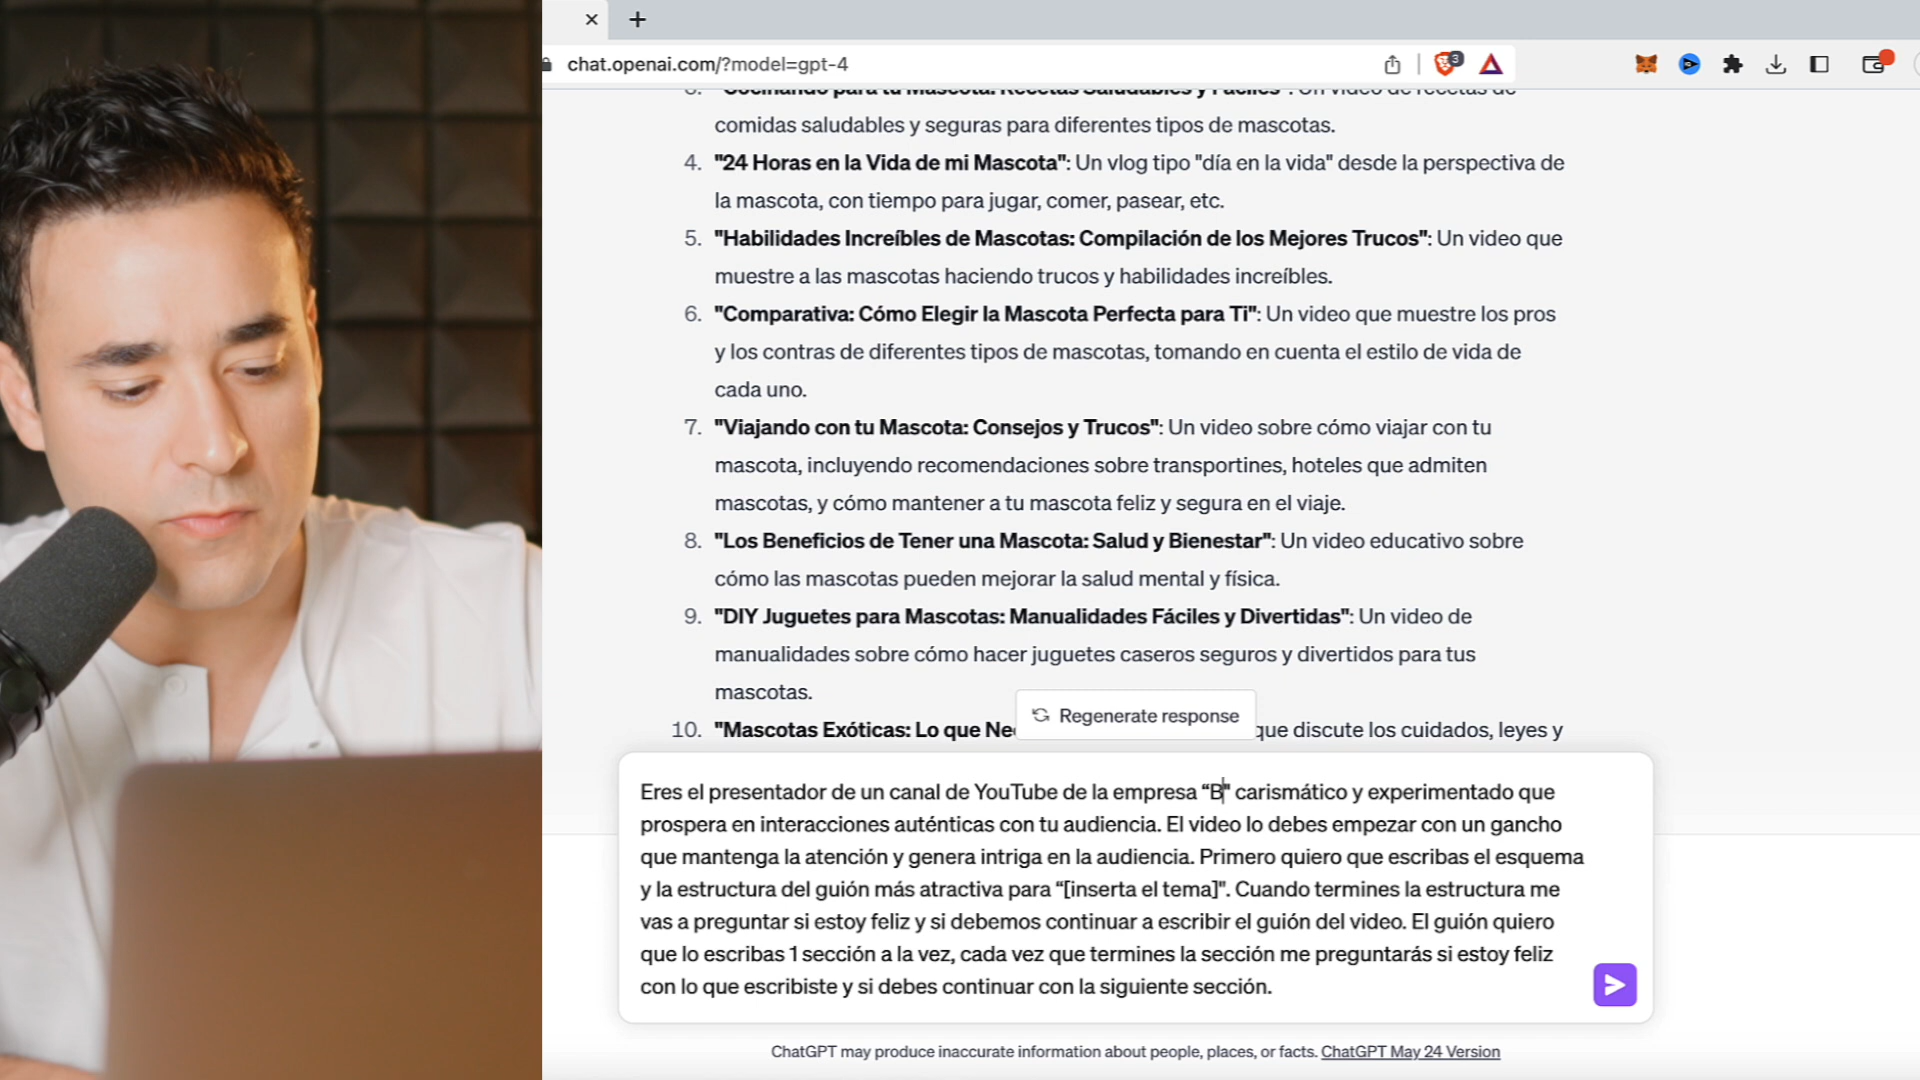 chat.openai.com/?model=gpt-4
3
3. "Cocinando para tu Mascota: Recetas Saludables y Fáciles": Un video de recetas de
comidas saludables y seguras para diferentes tipos de mascotas.
4. "24 Horas en la Vida de mi Mascota": Un vlog tipo "día en la vida" desde la perspectiva de
la mascota, con tiempo para jugar, comer, pasear, etc.
5. "Habilidades Increíbles de Mascotas: Compilación de los Mejores Trucos": Un video que
muestre a las mascotas haciendo trucos y habilidades increíbles.
6. "Comparativa: Cómo Elegir la Mascota Perfecta para Ti": Un video que muestre los pros
y los contras de diferentes tipos de mascotas, tomando en cuenta el estilo de vida de
cada uno.
7. "Viajando con tu Mascota: Consejos y Trucos": Un video sobre cómo viajar con tu
mascota, incluyendo recomendaciones sobre transportines, hoteles que admiten
mascotas, y cómo mantener a tu mascota feliz y segura en el viaje.
8. "Los Beneficios de Tener una Mascota: Salud y Bienestar": Un video educativo sobre
cómo las mascotas pueden mejorar la salud mental y física.
9. "DIY Juguetes para Mascotas: Manualidades Fáciles y Divertidas": Un video de
manualidades sobre cómo hacer juguetes caseros seguros y divertidos para tus
mascotas.
Regenerate response
10. "Mascotas Exóticas: Lo que que discute los cuidados, leyes y
Eres el presentador de un canal de YouTube de la empresa “B" carismático y experimentado que
prospera en interacciones auténticas con tu audiencia. El video lo debes empezar con un gancho
que mantenga la atención y genera intriga en la audiencia. Primero quiero que escribas el esquema
y la estructura del guión más atractiva para “[inserta el tema]". Cuando termines la estructura me
vas a preguntar si estoy feliz y si debemos continuar a escribir el guión del video. El guión quiero
que lo escribas 1 sección a la vez, cada vez que termines la sección me preguntarás si estoy feliz
con lo que escribiste y si debes continuar con la siguiente sección.
ChatGPT may produce inaccurate information about people, places, or facts. ChatGPT May 24 Version